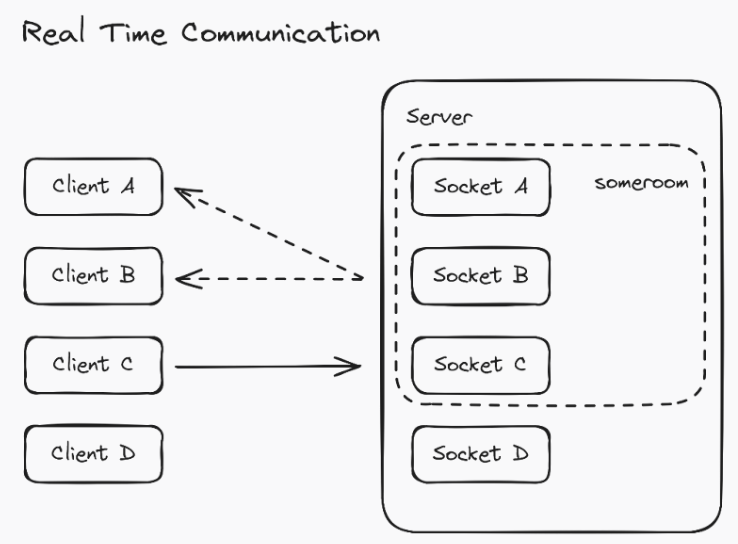 Real Time Communication
Server
Client A
Socket A
someroom
Client B
Socket B
Client C
Socket C
Client D
Socket D